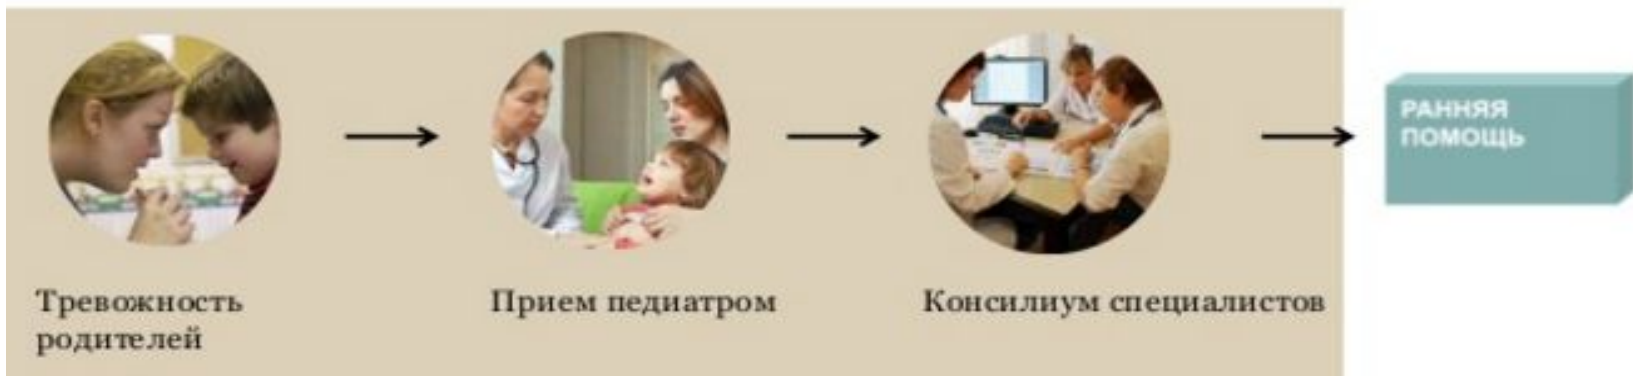 РАННЯЯ
ПОМОЩЬ
Тревожность
родителей
Прием педиатром
Консилиум специалистов